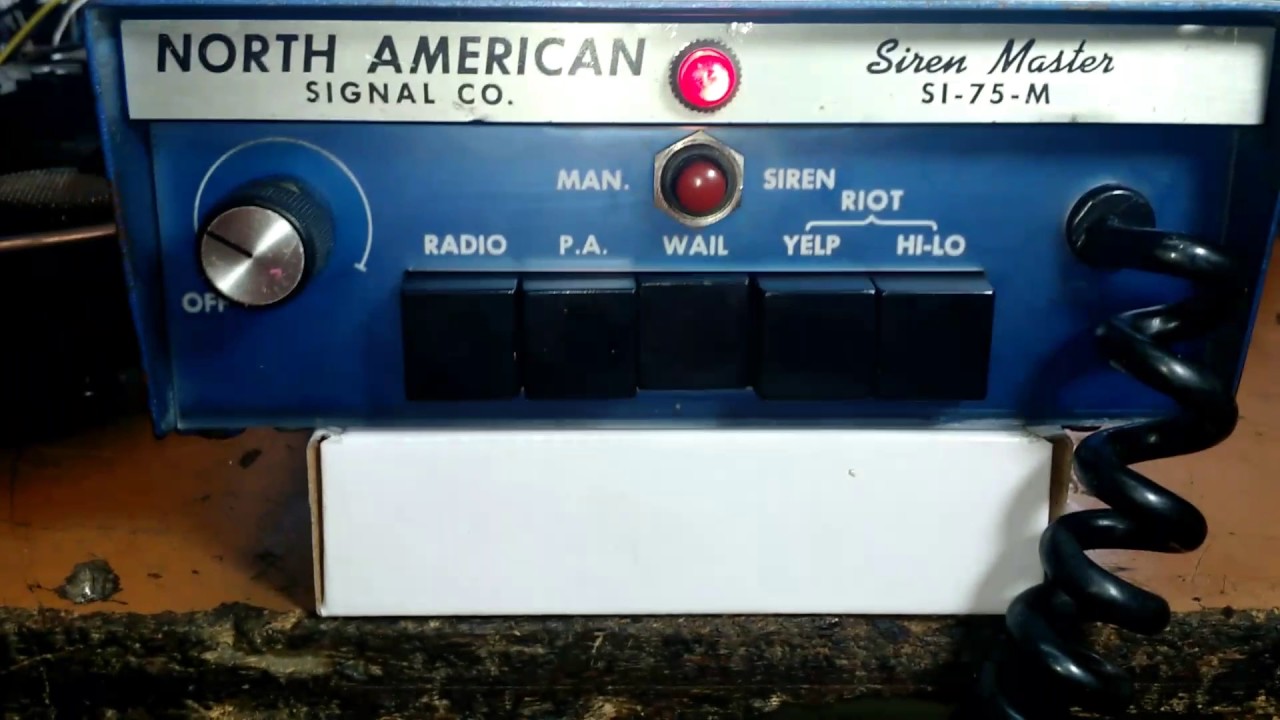 NORTH AMERICAN
SIGNAL CO.
Siren Master
SI-75-M
MAN.
SIREN
RIOT
RADIO
P.A.
WAIL
YELP
HI-LO
OFF